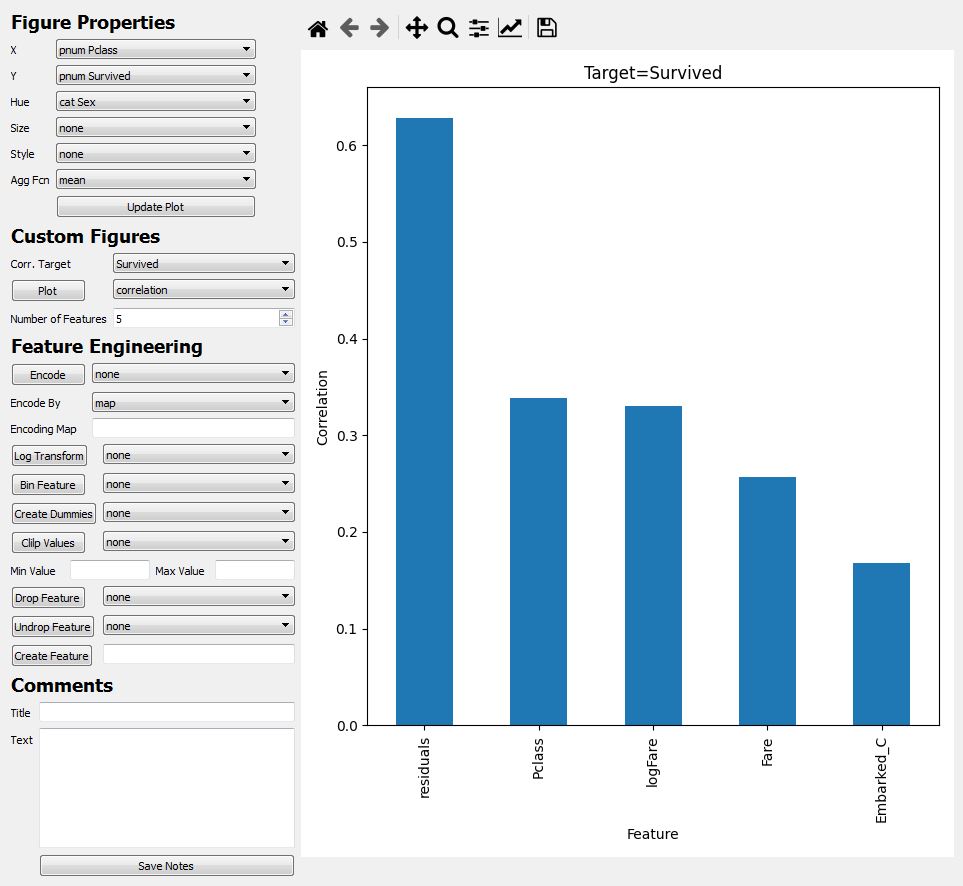 Figure Properties
X pnum Pclass
Y pnum Survived
Hue cat Sex
Size none
Style none
Agg Fcn mean
Update Plot
Custom Figures
Corr. Target Survived
Plot correlation
Number of Features 5
Feature Engineering
Encode none
Encode By map
Encoding Map
Log Transform none
Bin Feature none
Create Dummies none
Clilp Values none
Min Value Max Value
Drop Feature none
Undrop Feature none
Create Feature
Comments
Title
Text
Save Notes
Target=Survived
Correlation
0.6
0.5
0.4
0.3
0.2
0.1
0.0
residuals
Pclass
logFare
Fare
Embarked_C
Feature